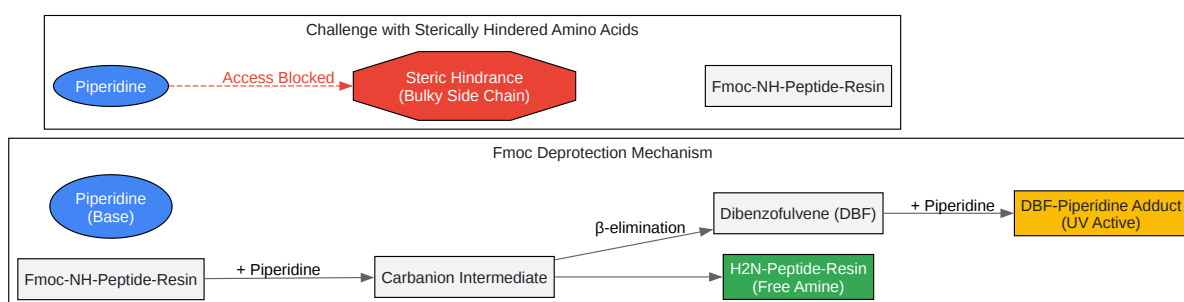 Challenge with Sterically Hindered Amino Acids
Piperidine
Access Blocked
Steric Hindrance
(Bulky Side Chain)
Fmoc-NH-Peptide-Resin
Fmoc Deprotection Mechanism
Piperidine
(Base)
Fmoc-NH-Peptide-Resin
+ Piperidine
Carbanion Intermediate
β-elimination
Dibenzofulvene (DBF)
+ Piperidine
DBF-Piperidine Adduct
(UV Active)
H2N-Peptide-Resin
(Free Amine)